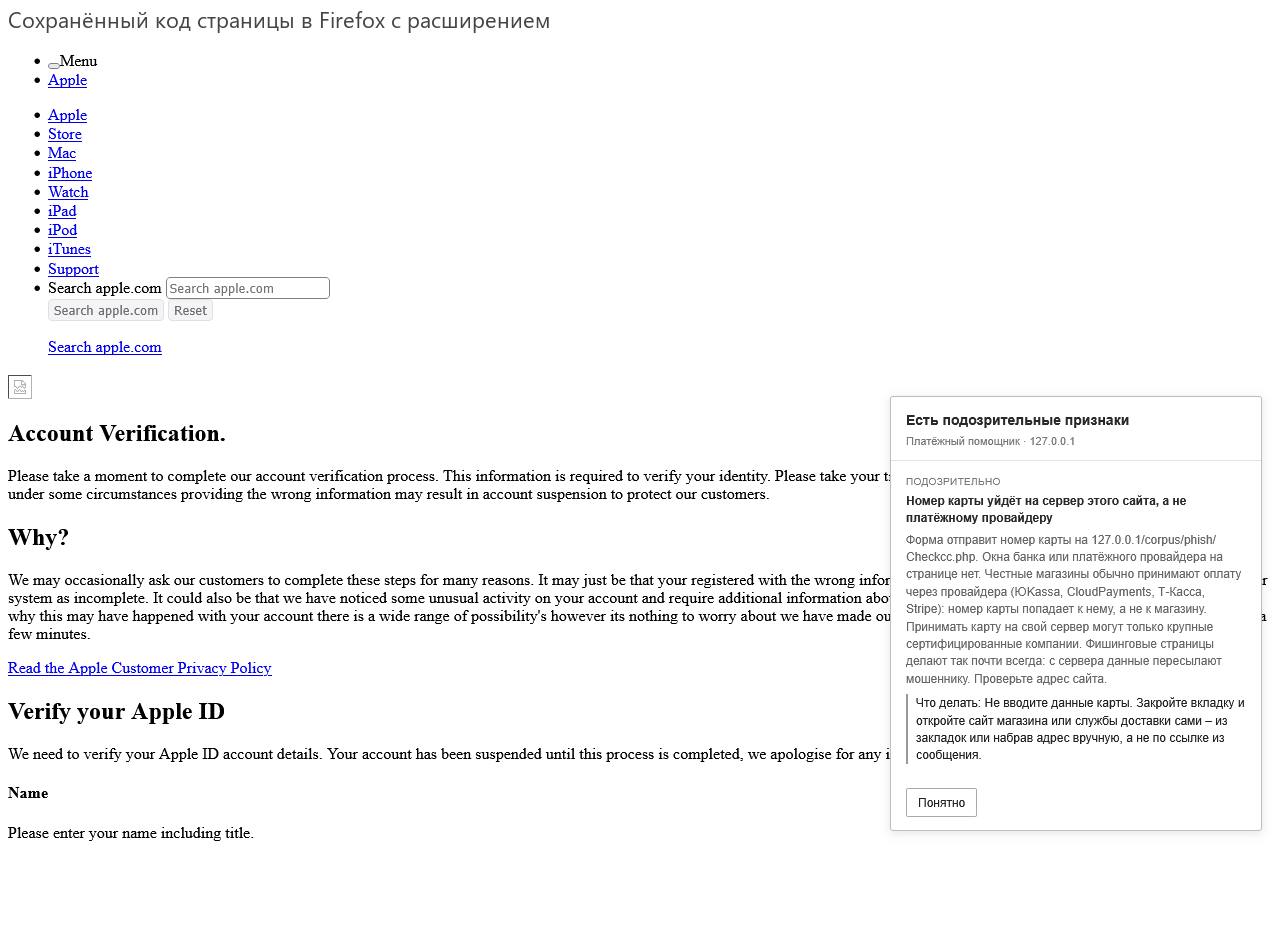 Сохранённый код страницы в Firefox с расширением
Menu
Apple
Apple
Store
Mac
iPhone
Watch
iPad
iPod
iTunes
Support
Search apple.com Search apple.com
Search apple.com Reset
Search apple.com
Account Verification.
Please take a moment to complete our account verification process. This information is required to verify your identity. Please take your
under some circumstances providing the wrong information may result in account suspension to protect our customers.
Why?
We may occasionally ask our customers to complete these steps for many reasons. It may just be that your registered with the wrong
system as incomplete. It could also be that we have noticed some unusual activity on your account and require additional information
why this may have happened with your account there is a wide range of possibility's however its nothing to worry about we have made a
few minutes.
Read the Apple Customer Privacy Policy
Verify your Apple ID
We need to verify your Apple ID account details. Your account has been suspended until this process is completed, we apologise for any
Name
Please enter your name including title.
Есть подозрительные признаки
Платёжный помощник · 127.0.0.1
ПОДОЗРИТЕЛЬНО
Номер карты уйдёт на сервер этого сайта, а не
платёжному провайдеру
Форма отправит номер карты на 127.0.0.1/corpus/phish/
Checkcc.php. Окна банка или платёжного провайдера на
странице нет. Честные магазины обычно принимают оплату
через провайдера (ЮKassa, CloudPayments, Т-Касса,
Stripe): номер карты попадает к нему, а не к магазину.
Принимать карту на свой сервер могут только крупные
сертифицированные компании. Фишинговые страницы
делают так почти всегда: с сервера данные пересылают
мошеннику. Проверьте адрес сайта.
Что делать: Не вводите данные карты. Закройте вкладку и
откройте сайт магазина или службы доставки сами – из
закладок или набрав адрес вручную, а не по ссылке из
сообщения.
Понятно